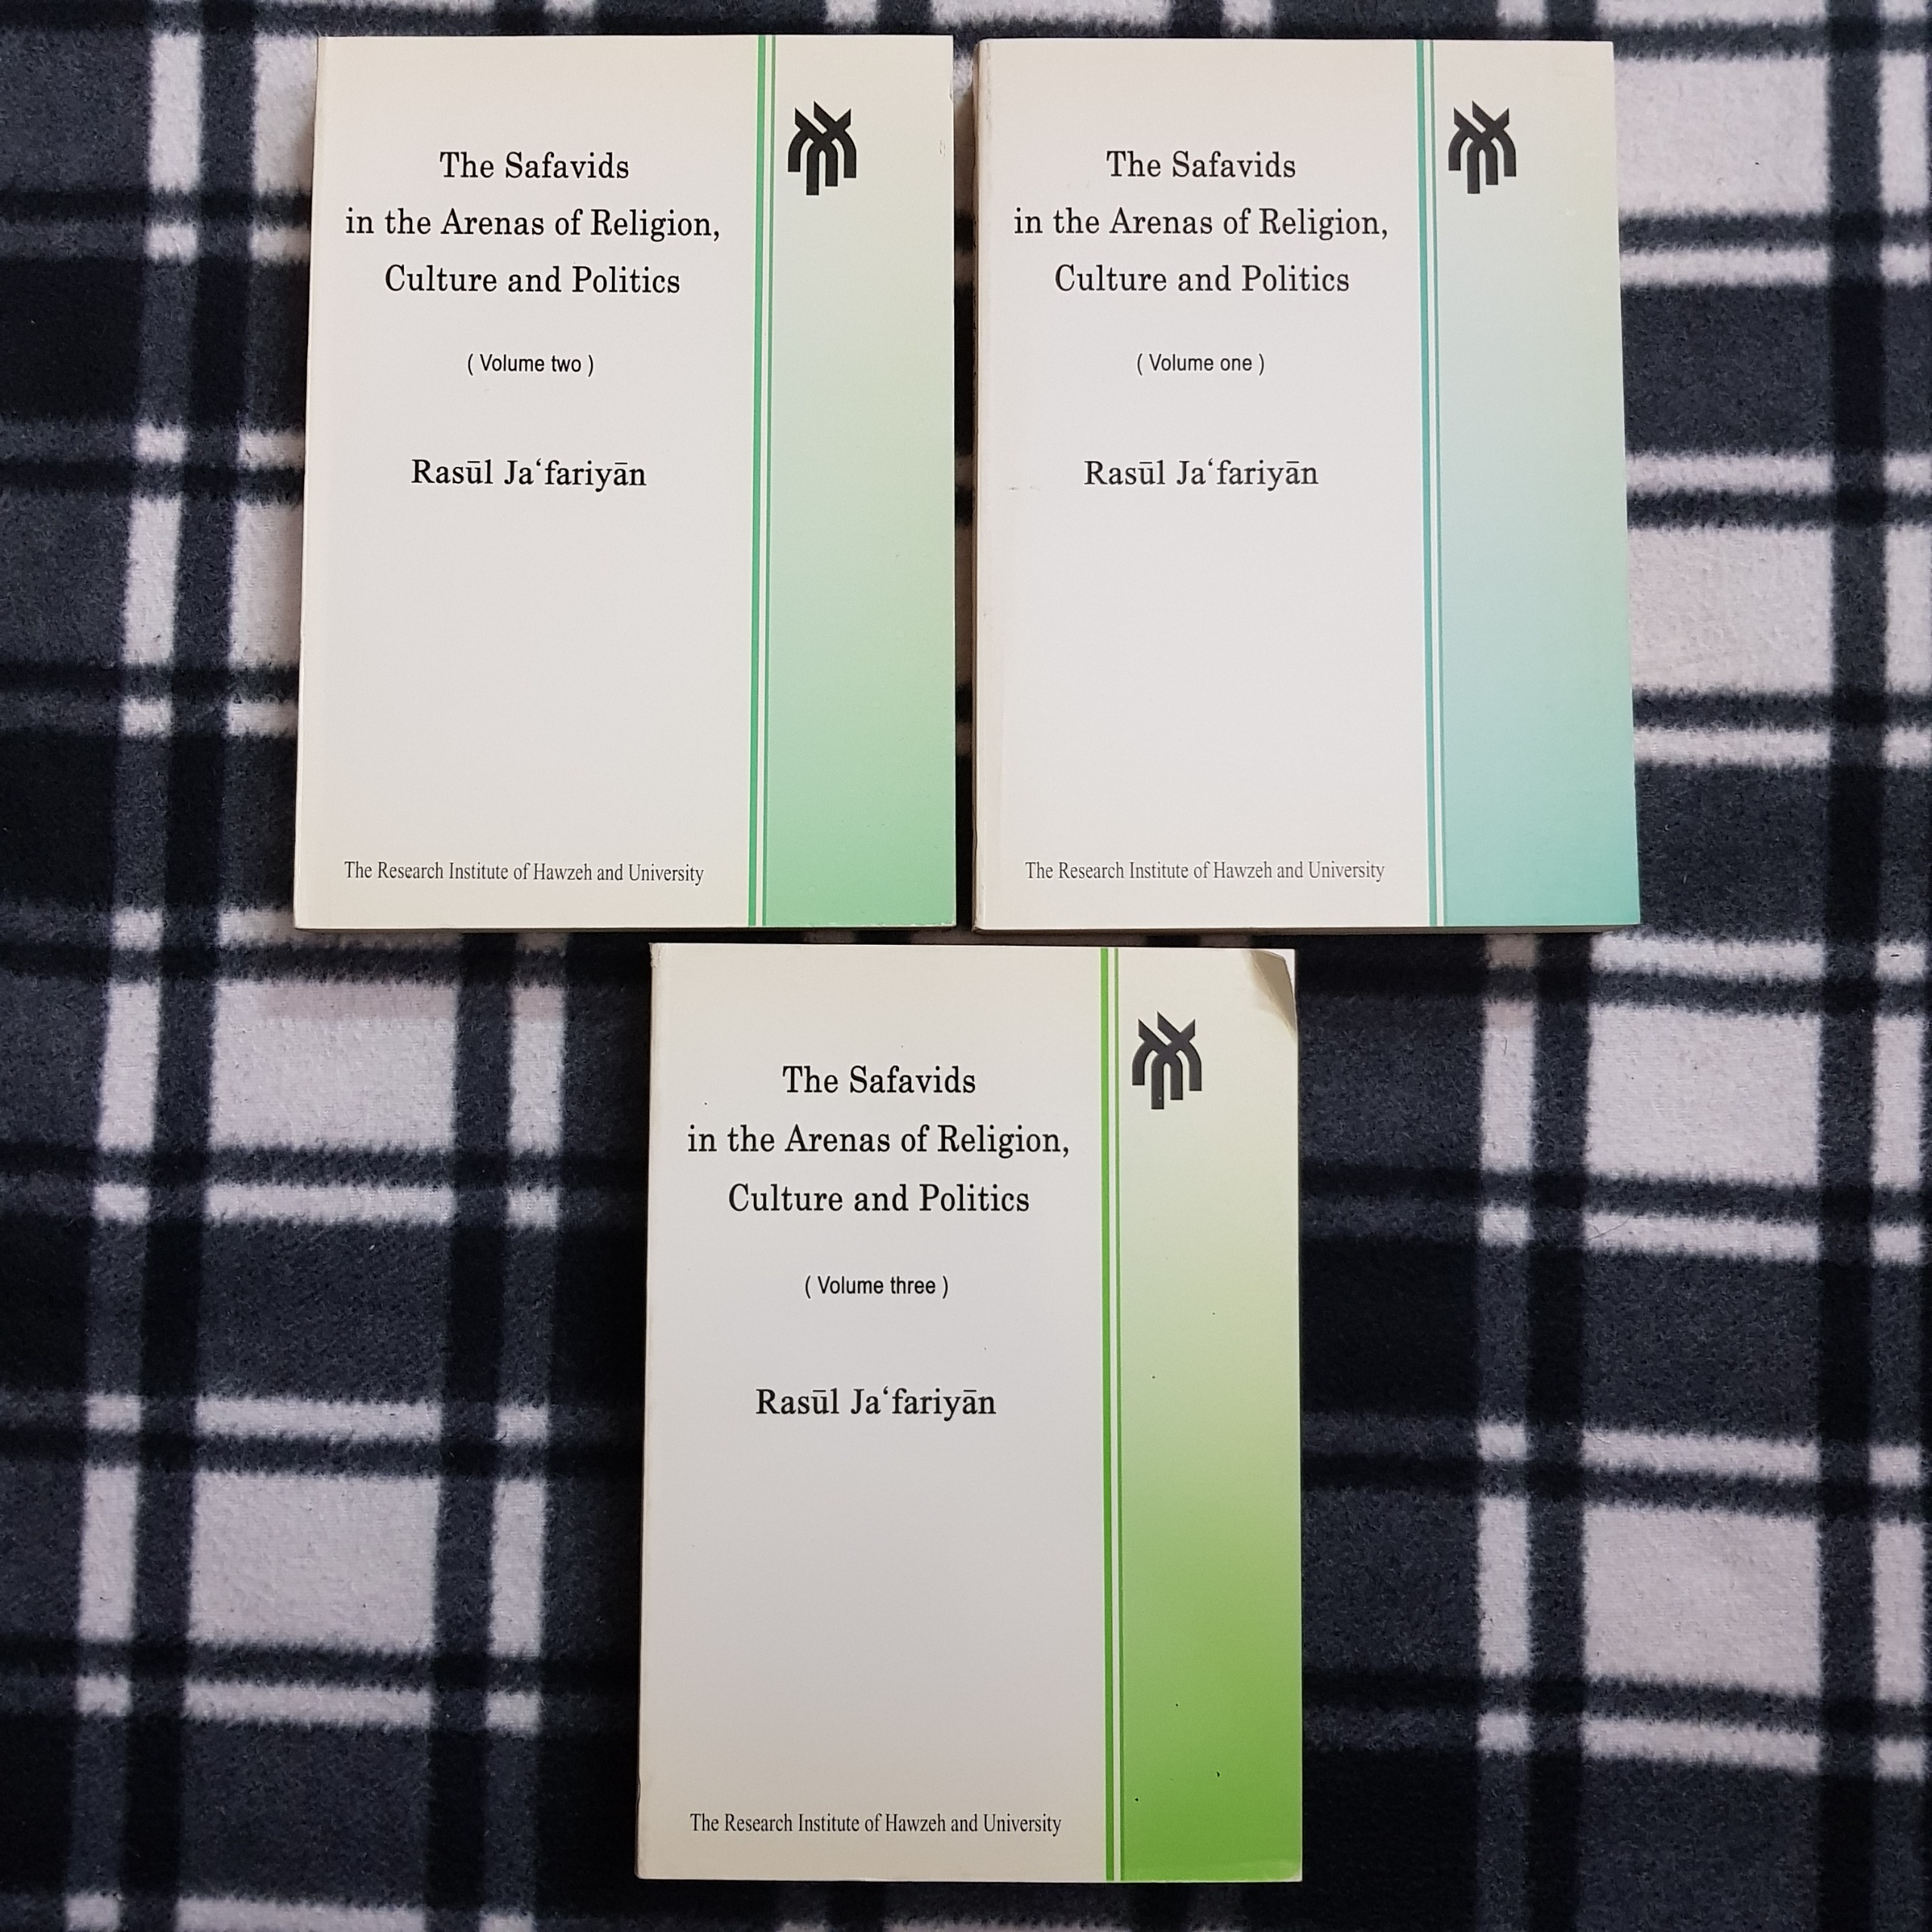 The Safavids
in the Arenas of Religion,
Culture and Politics
( Volume two )
Rasūl Ja‘fariyān
The Research Institute of Hawzeh and University
The Safavids
in the Arenas of Religion,
Culture and Politics
( Volume one )
Rasūl Ja‘fariyān
The Research Institute of Hawzeh and University
The Safavids
in the Arenas of Religion,
Culture and Politics
( Volume three )
Rasūl Ja‘fariyān
The Research Institute of Hawzeh and University